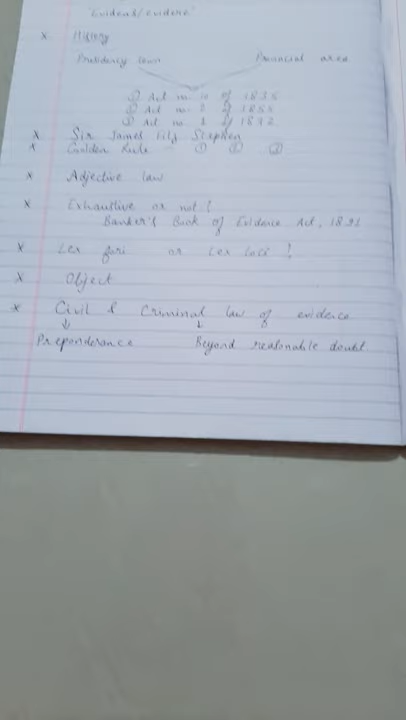 "Evident/evidere"
x History
Presidency town Provincial area
① Act no. 10 of 1835
② Act no. 2 of 1855
③ Act no. 1 of 1872
x Sir James Fitz Stephen
x Golden Rule - ① ② ③
x Adjective law
x Exhaustive or not?
Banker's Book of Evidence Act, 1891
x Lex fori or Lex loci?
x Object
x Civil & Criminal law of evidence
Preponderance Beyond reasonable doubt